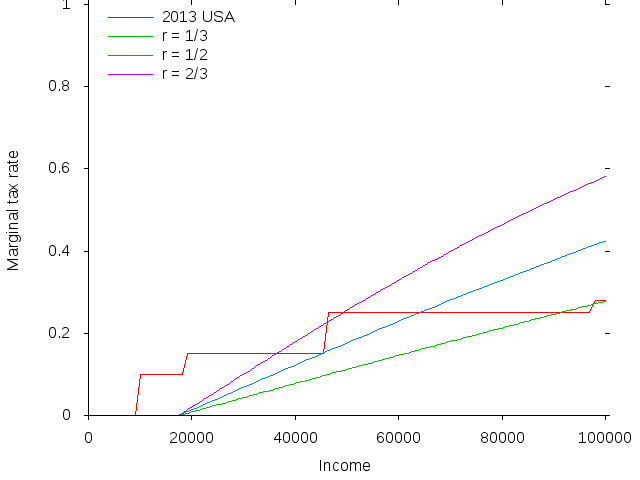 1
2013 USA
r = 1/3
r = 1/2
r = 2/3
0.8
0.6
0.4
0.2
0
Marginal tax rate
0 20000 40000 60000 80000 100000
Income